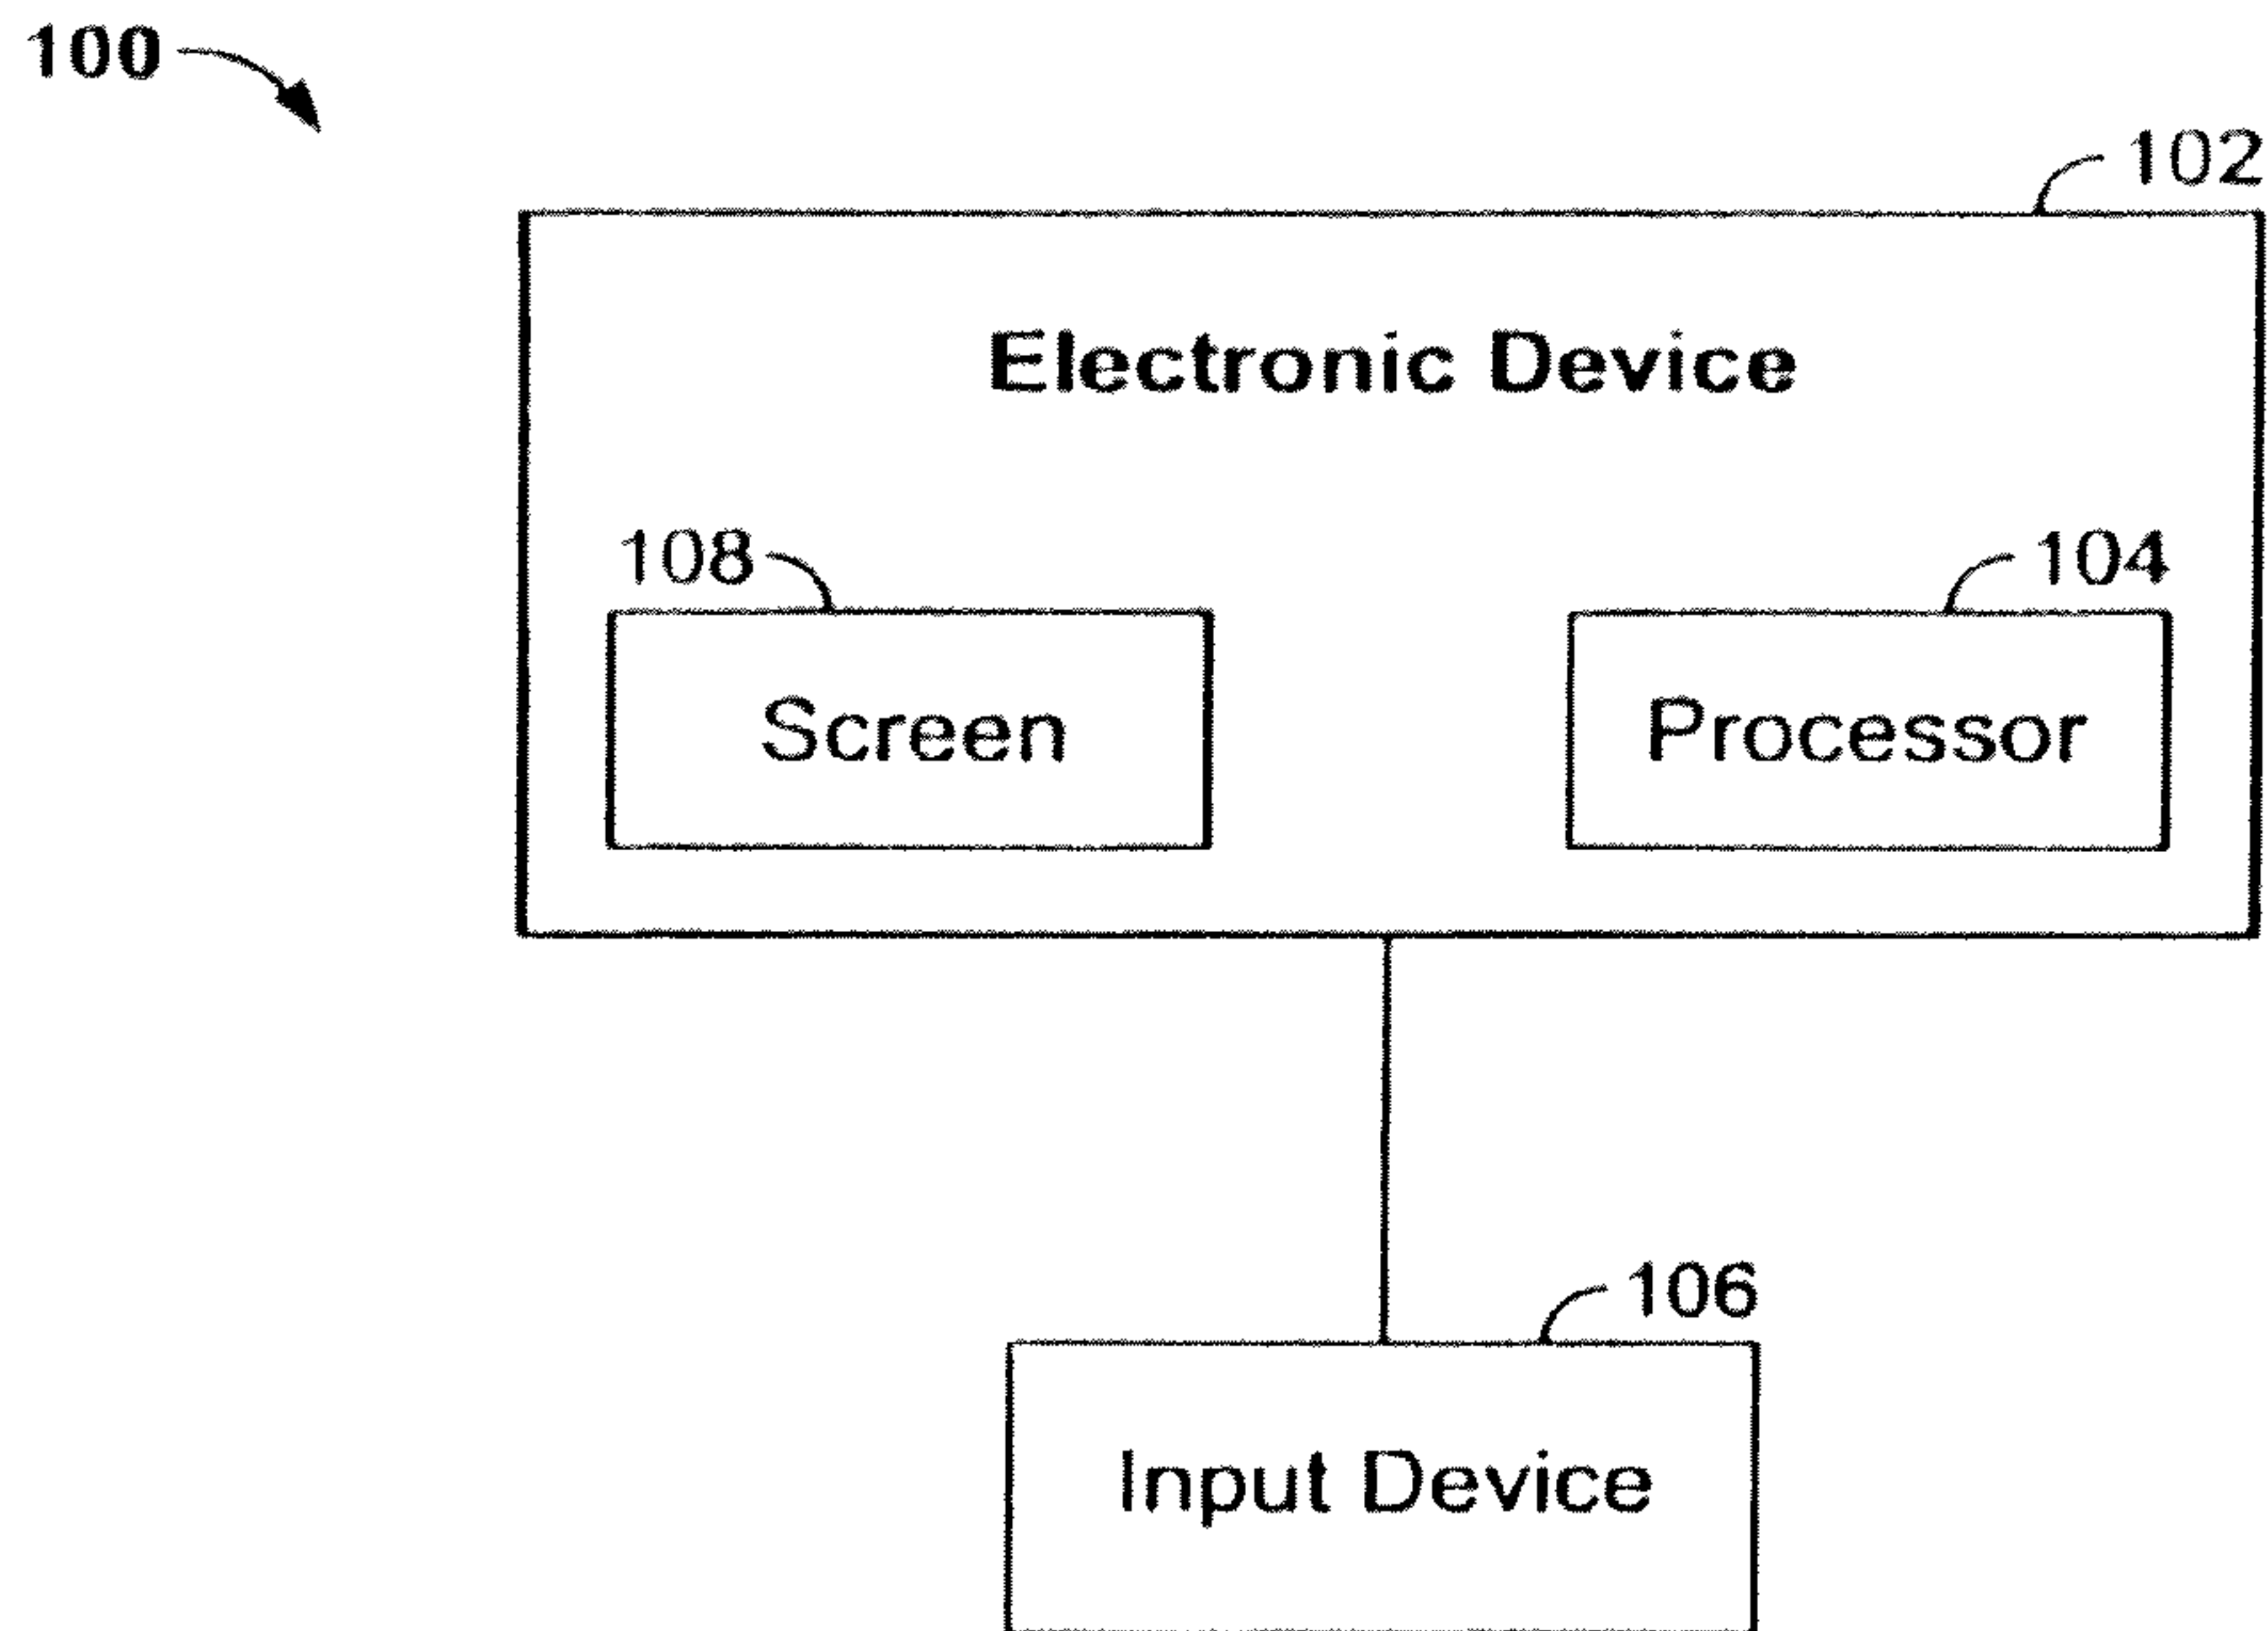 100
102
Electronic Device
108
104
Screen
Processor
106
Input Device